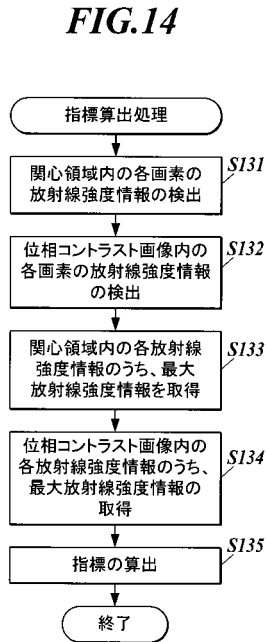 FIG.14
指標算出処理
S131
関心領域内の各画素の
放射線強度情報の検出
S132
位相コントラスト画像内の
各画素の放射線強度情報
の検出
S133
関心領域内の各放射線
強度情報のうち、最大
放射線強度情報を取得
S134
位相コントラスト画像内の
各放射線強度情報のうち、
最大放射線強度情報の
取得
S135
指標の算出
終了